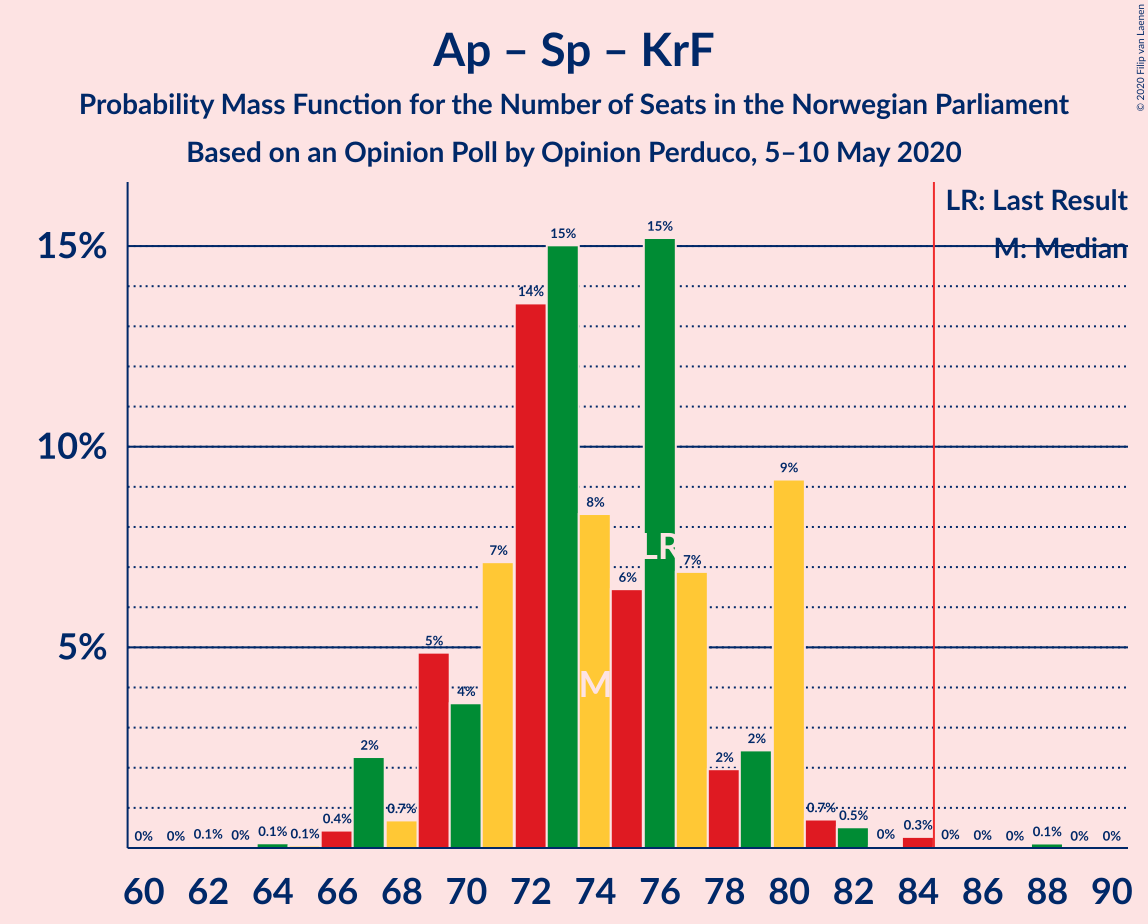 Ap – Sp – KrF
Probability Mass Function for the Number of Seats in the Norwegian Parliament
Based on an Opinion Poll by Opinion Perduco, 5–10 May 2020
© 2020 Filip van Laenen
LR: Last Result
M: Median
15%
10%
5%
0% 0% 0.1% 0% 0.1% 0.1% 0.4% 2% 0.7% 5% 4% 7% 14% 15% 8% 6% 15% 7% 2% 2% 9% 0.7% 0.5% 0% 0.3% 0% 0% 0% 0.1% 0% 0%
LR
M
60 62 64 66 68 70 72 74 76 78 80 82 84 86 88 90